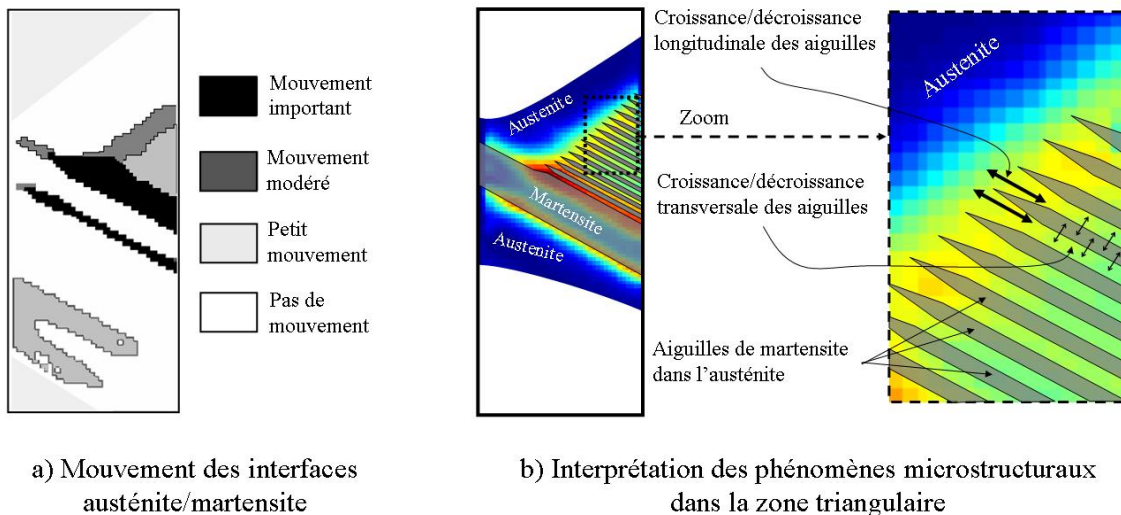 Mouvement
important
Mouvement
modéré
Petit
mouvement
Pas de
mouvement
a) Mouvement des interfaces
austénite/martensite
Austenite
Martensite
Austenite
Croissance/décroissance
longitudinale des aiguilles
Zoom
Croissance/décroissance
transversale des aiguilles
Aiguilles de martensite
dans l’austénite
Austenite
b) Interprétation des phénomènes microstructuraux
dans la zone triangulaire